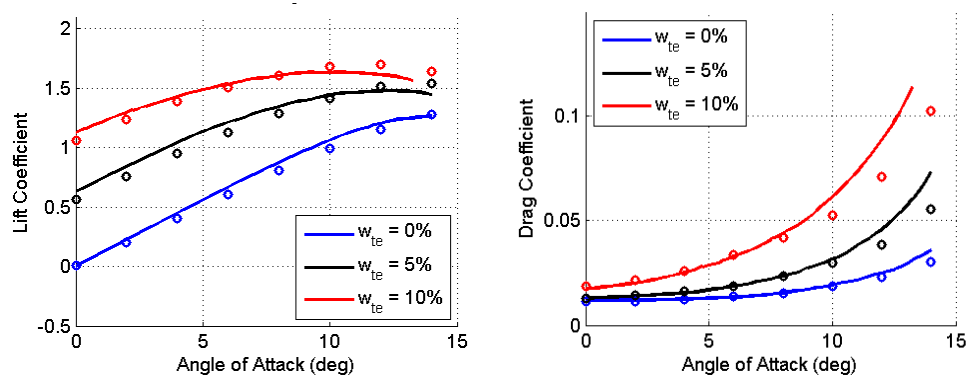 2
1.5
1
0.5
0
-0.5
Lift Coefficient
0 5 10 15
Angle of Attack (deg)
w_te = 0%
w_te = 5%
w_te = 10%
0.1
0.05
0
Drag Coefficient
0 5 10 15
Angle of Attack (deg)
w_te = 0%
w_te = 5%
w_te = 10%